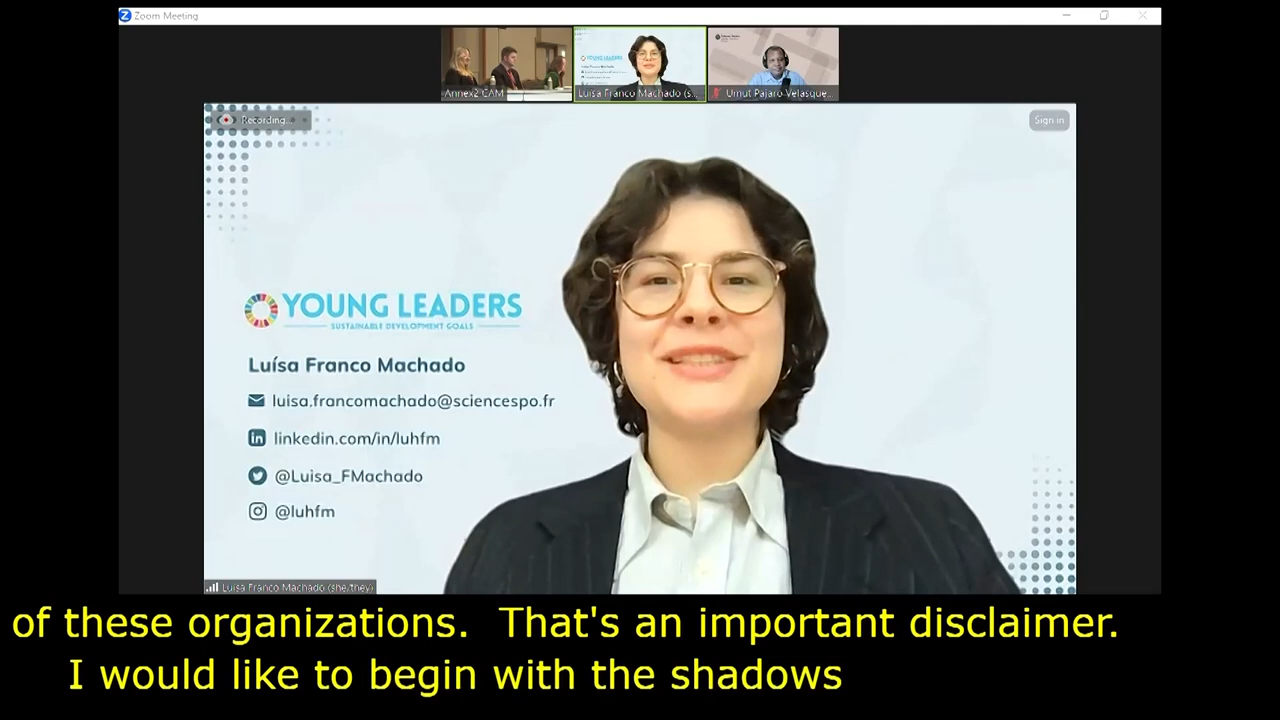 Zoom Meeting
Annex2 CAM
Luísa Franco Machado (s...
Umut Pajaro Velasque...
Recording...
Sign in
YOUNG LEADERS
SUSTAINABLE DEVELOPMENT GOALS
Luísa Franco Machado
luisa.francomachado@sciencespo.fr
linkedin.com/in/luhfm
@Luisa_FMachado
@luhfm
Luísa Franco Machado (she/they)
of these organizations.  That's an important disclaimer.
I would like to begin with the shadows